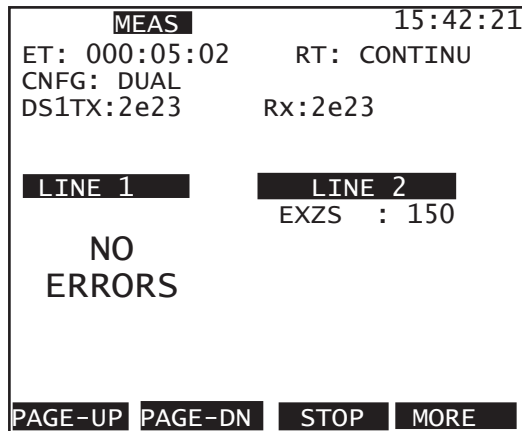 MEAS 15:42:21
ET: 000:05:02 RT: CONTINU
CNFG: DUAL
DS1TX:2e23 Rx:2e23
LINE 1 LINE 2
EXZS : 150
NO
ERRORS
PAGE-UP PAGE-DN STOP MORE